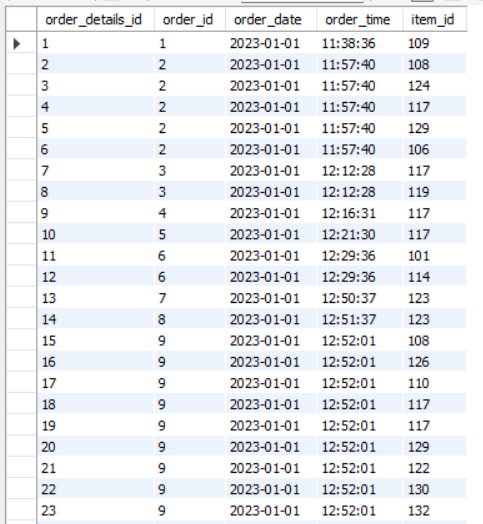 order_details_id order_id order_date order_time item_id
1 1 2023-01-01 11:38:36 109
2 2 2023-01-01 11:57:40 108
3 2 2023-01-01 11:57:40 124
4 2 2023-01-01 11:57:40 117
5 2 2023-01-01 11:57:40 129
6 2 2023-01-01 11:57:40 106
7 3 2023-01-01 12:12:28 117
8 3 2023-01-01 12:12:28 119
9 4 2023-01-01 12:16:31 117
10 5 2023-01-01 12:21:30 117
11 6 2023-01-01 12:29:36 101
12 6 2023-01-01 12:29:36 114
13 7 2023-01-01 12:50:37 123
14 8 2023-01-01 12:51:37 123
15 9 2023-01-01 12:52:01 108
16 9 2023-01-01 12:52:01 126
17 9 2023-01-01 12:52:01 110
18 9 2023-01-01 12:52:01 117
19 9 2023-01-01 12:52:01 117
20 9 2023-01-01 12:52:01 129
21 9 2023-01-01 12:52:01 122
22 9 2023-01-01 12:52:01 130
23 9 2023-01-01 12:52:01 132